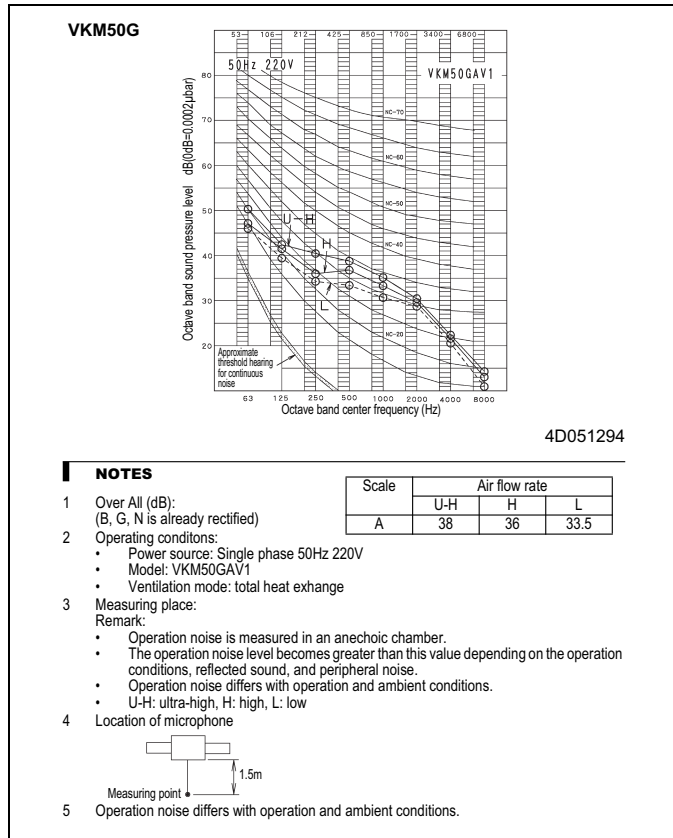 VKM50G
53 106 212 425 850 1700 3400 6800
50Hz 220V
VKM50GAV1
Octave band sound pressure level dB(0dB=0.0002µbar)
80
70
60
50
40
30
20
NC-70
NC-60
NC-50
NC-40
NC-20
U-H
H
L
Approximate
threshold hearing
for continuous
noise
63 125 250 500 1000 2000 4000 8000
Octave band center frequency (Hz)
4D051294
NOTES
1 Over All (dB):
(B, G, N is already rectified)
Scale Air flow rate
U-H H L
A 38 36 33.5
2 Operating conditons:
• Power source: Single phase 50Hz 220V
• Model: VKM50GAV1
• Ventilation mode: total heat exhange
3 Measuring place:
Remark:
• Operation noise is measured in an anechoic chamber.
• The operation noise level becomes greater than this value depending on the operation
conditions, reflected sound, and peripheral noise.
• Operation noise differs with operation and ambient conditions.
• U-H: ultra-high, H: high, L: low
4 Location of microphone
1.5m
Measuring point
5 Operation noise differs with operation and ambient conditions.